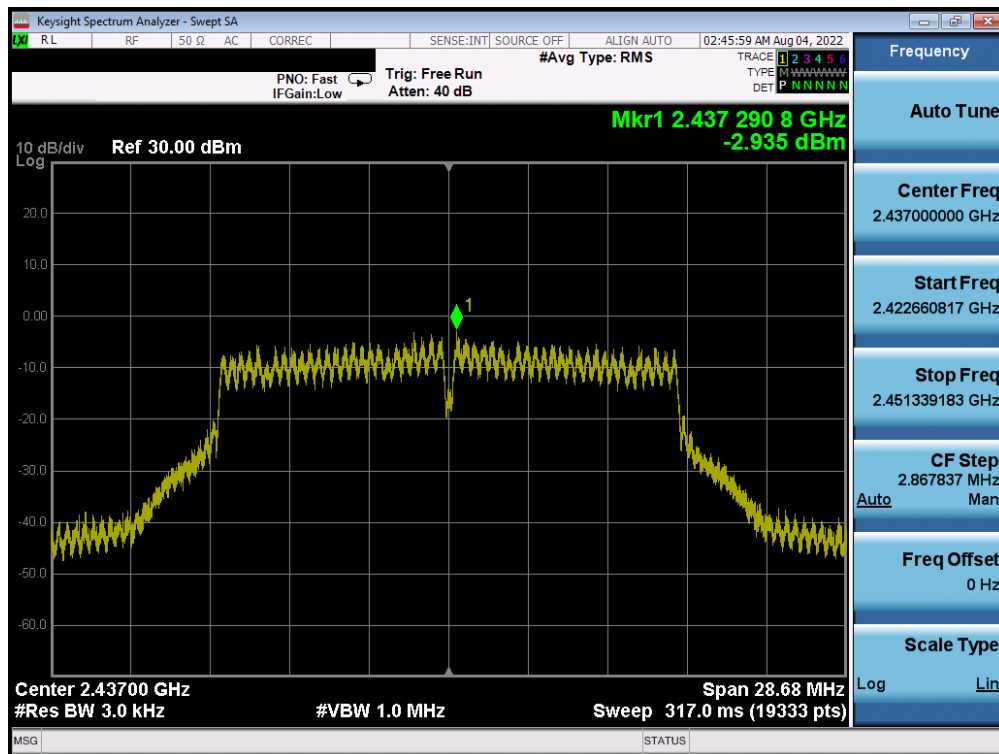 Keysight Spectrum Analyzer - Swept SA
LXI RL RF 50 Ω AC CORREC SENSE:INT SOURCE OFF ALIGN AUTO 02:45:59 AM Aug 04, 2022
#Avg Type: RMS
TRACE 1 2 3 4 5 6
PNO: Fast Trig: Free Run
TYPE M WWWWW
IFGain:Low Atten: 40 dB
DET P N N N N N
Mkr1 2.437 290 8 GHz
-2.935 dBm
10 dB/div Ref 30.00 dBm
Log
20.0
10.0
0.00
1
-10.0
-20.0
-30.0
-40.0
-50.0
-60.0
Center 2.43700 GHz Span 28.68 MHz
#Res BW 3.0 kHz #VBW 1.0 MHz Sweep 317.0 ms (19333 pts)
MSG STATUS
Frequency
Auto Tune
Center Freq
2.437000000 GHz
Start Freq
2.422660817 GHz
Stop Freq
2.451339183 GHz
CF Step
2.867837 MHz
Auto Man
Freq Offset
0 Hz
Scale Type
Log Lin